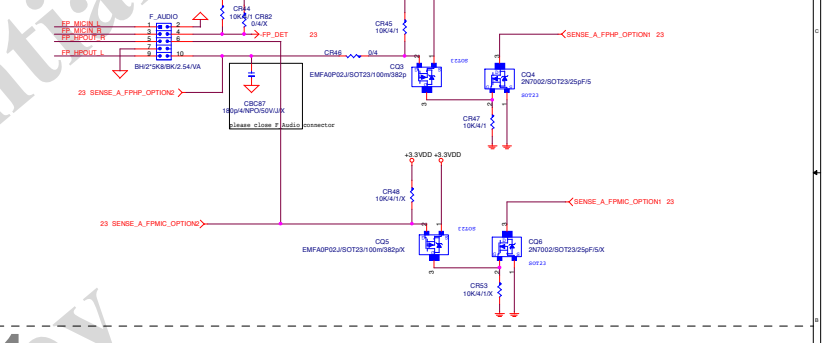 CR44
10K/4/1
CR82
0/4/X
F_AUDIO
FP_MICIN_L
FP_MICIN_R
FP_HPOUT_R
FP_HPOUT_L
1 2
3 4
5 6
7 8
9 10
-FP_DET 23
BH/2*5K8/BK/2.54/VA
CR45
10K/4/1
CR46 0/4
CQ3
EMFA0P02J/SOT23/100m/382p
SOT23
SENSE_A_FPHP_OPTION1 23
CQ4
2N7002/SOT23/25pF/5
SOT23
23 SENSE_A_FPHP_OPTION2
CBC87
180p/4/NPO/50V/J/X
please close F_Audio connector
CR47
10K/4/1
+3.3VDD +3.3VDD
CR48
10K/4/1/X
SENSE_A_FPMIC_OPTION1 23
23 SENSE_A_FPMIC_OPTION2
SOT23
CQ5
EMFA0P02J/SOT23/100m/382p/X
CQ6
2N7002/SOT23/25pF/5/X
SOT23
CR53
10K/4/1/X
C
B